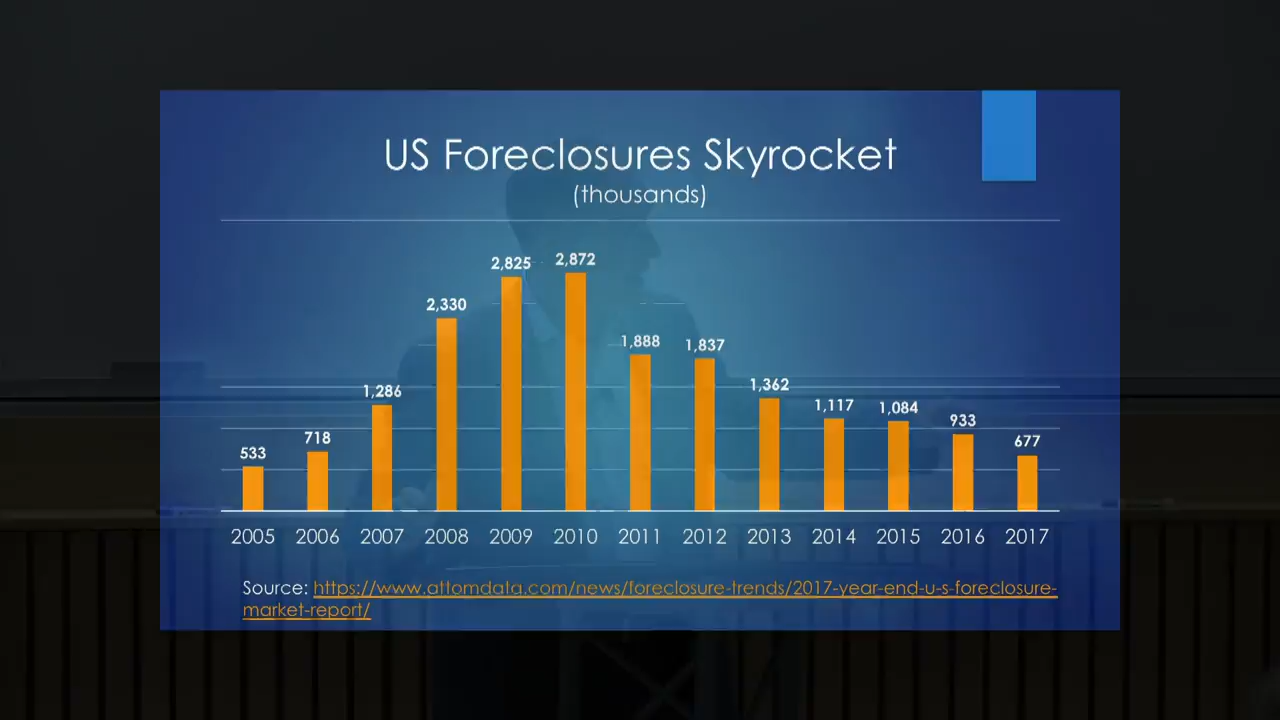 US Foreclosures Skyrocket
(thousands)
533 718 1,286 2,330 2,825 2,872 1,888 1,837 1,362 1,117 1,084 933 677
2005 2006 2007 2008 2009 2010 2011 2012 2013 2014 2015 2016 2017
Source: https://www.attomdata.com/news/foreclosure-trends/2017-year-end-u-s-foreclosure-
market-report/